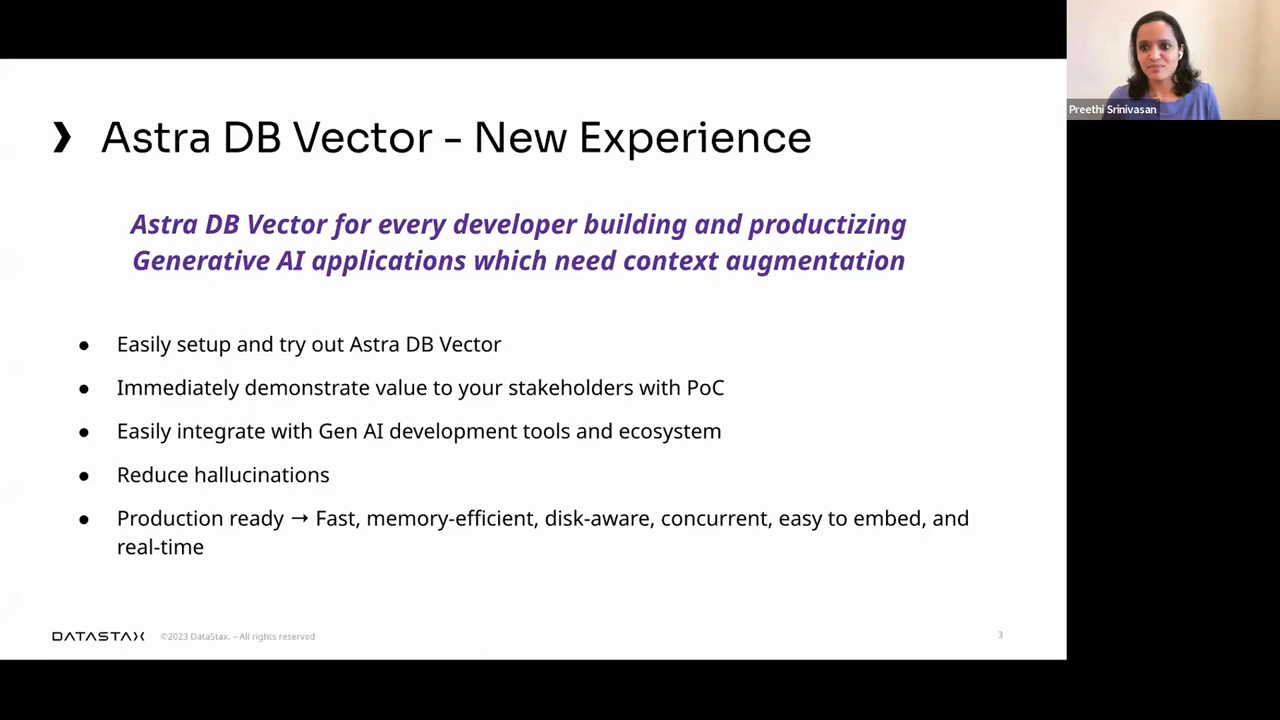 Astra DB Vector – New Experience
Astra DB Vector for every developer building and productizing
Generative AI applications which need context augmentation
● Easily setup and try out Astra DB Vector
● Immediately demonstrate value to your stakeholders with PoC
● Easily integrate with Gen AI development tools and ecosystem
● Reduce hallucinations
● Production ready → Fast, memory-efficient, disk-aware, concurrent, easy to embed, and
real-time
DATASTAX ©2023 DataStax. – All rights reserved
3
Preethi Srinivasan